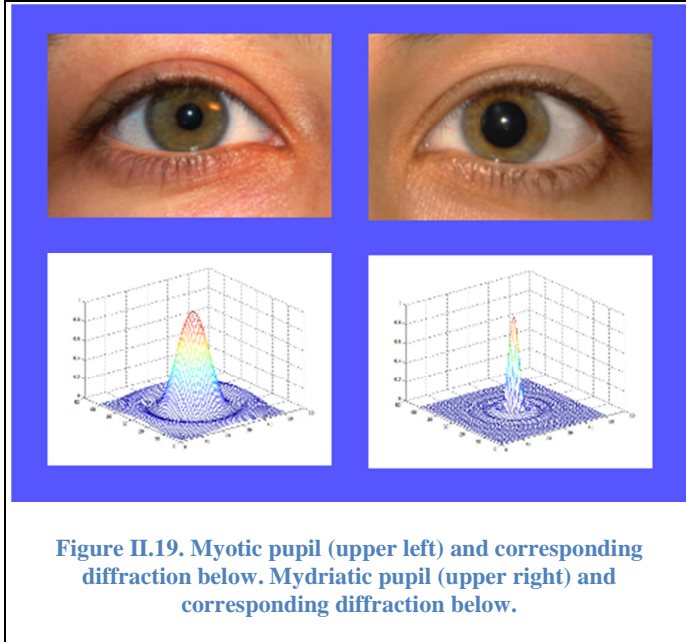 Figure II.19. Myotic pupil (upper left) and corresponding
diffraction below. Mydriatic pupil (upper right) and
corresponding diffraction below.